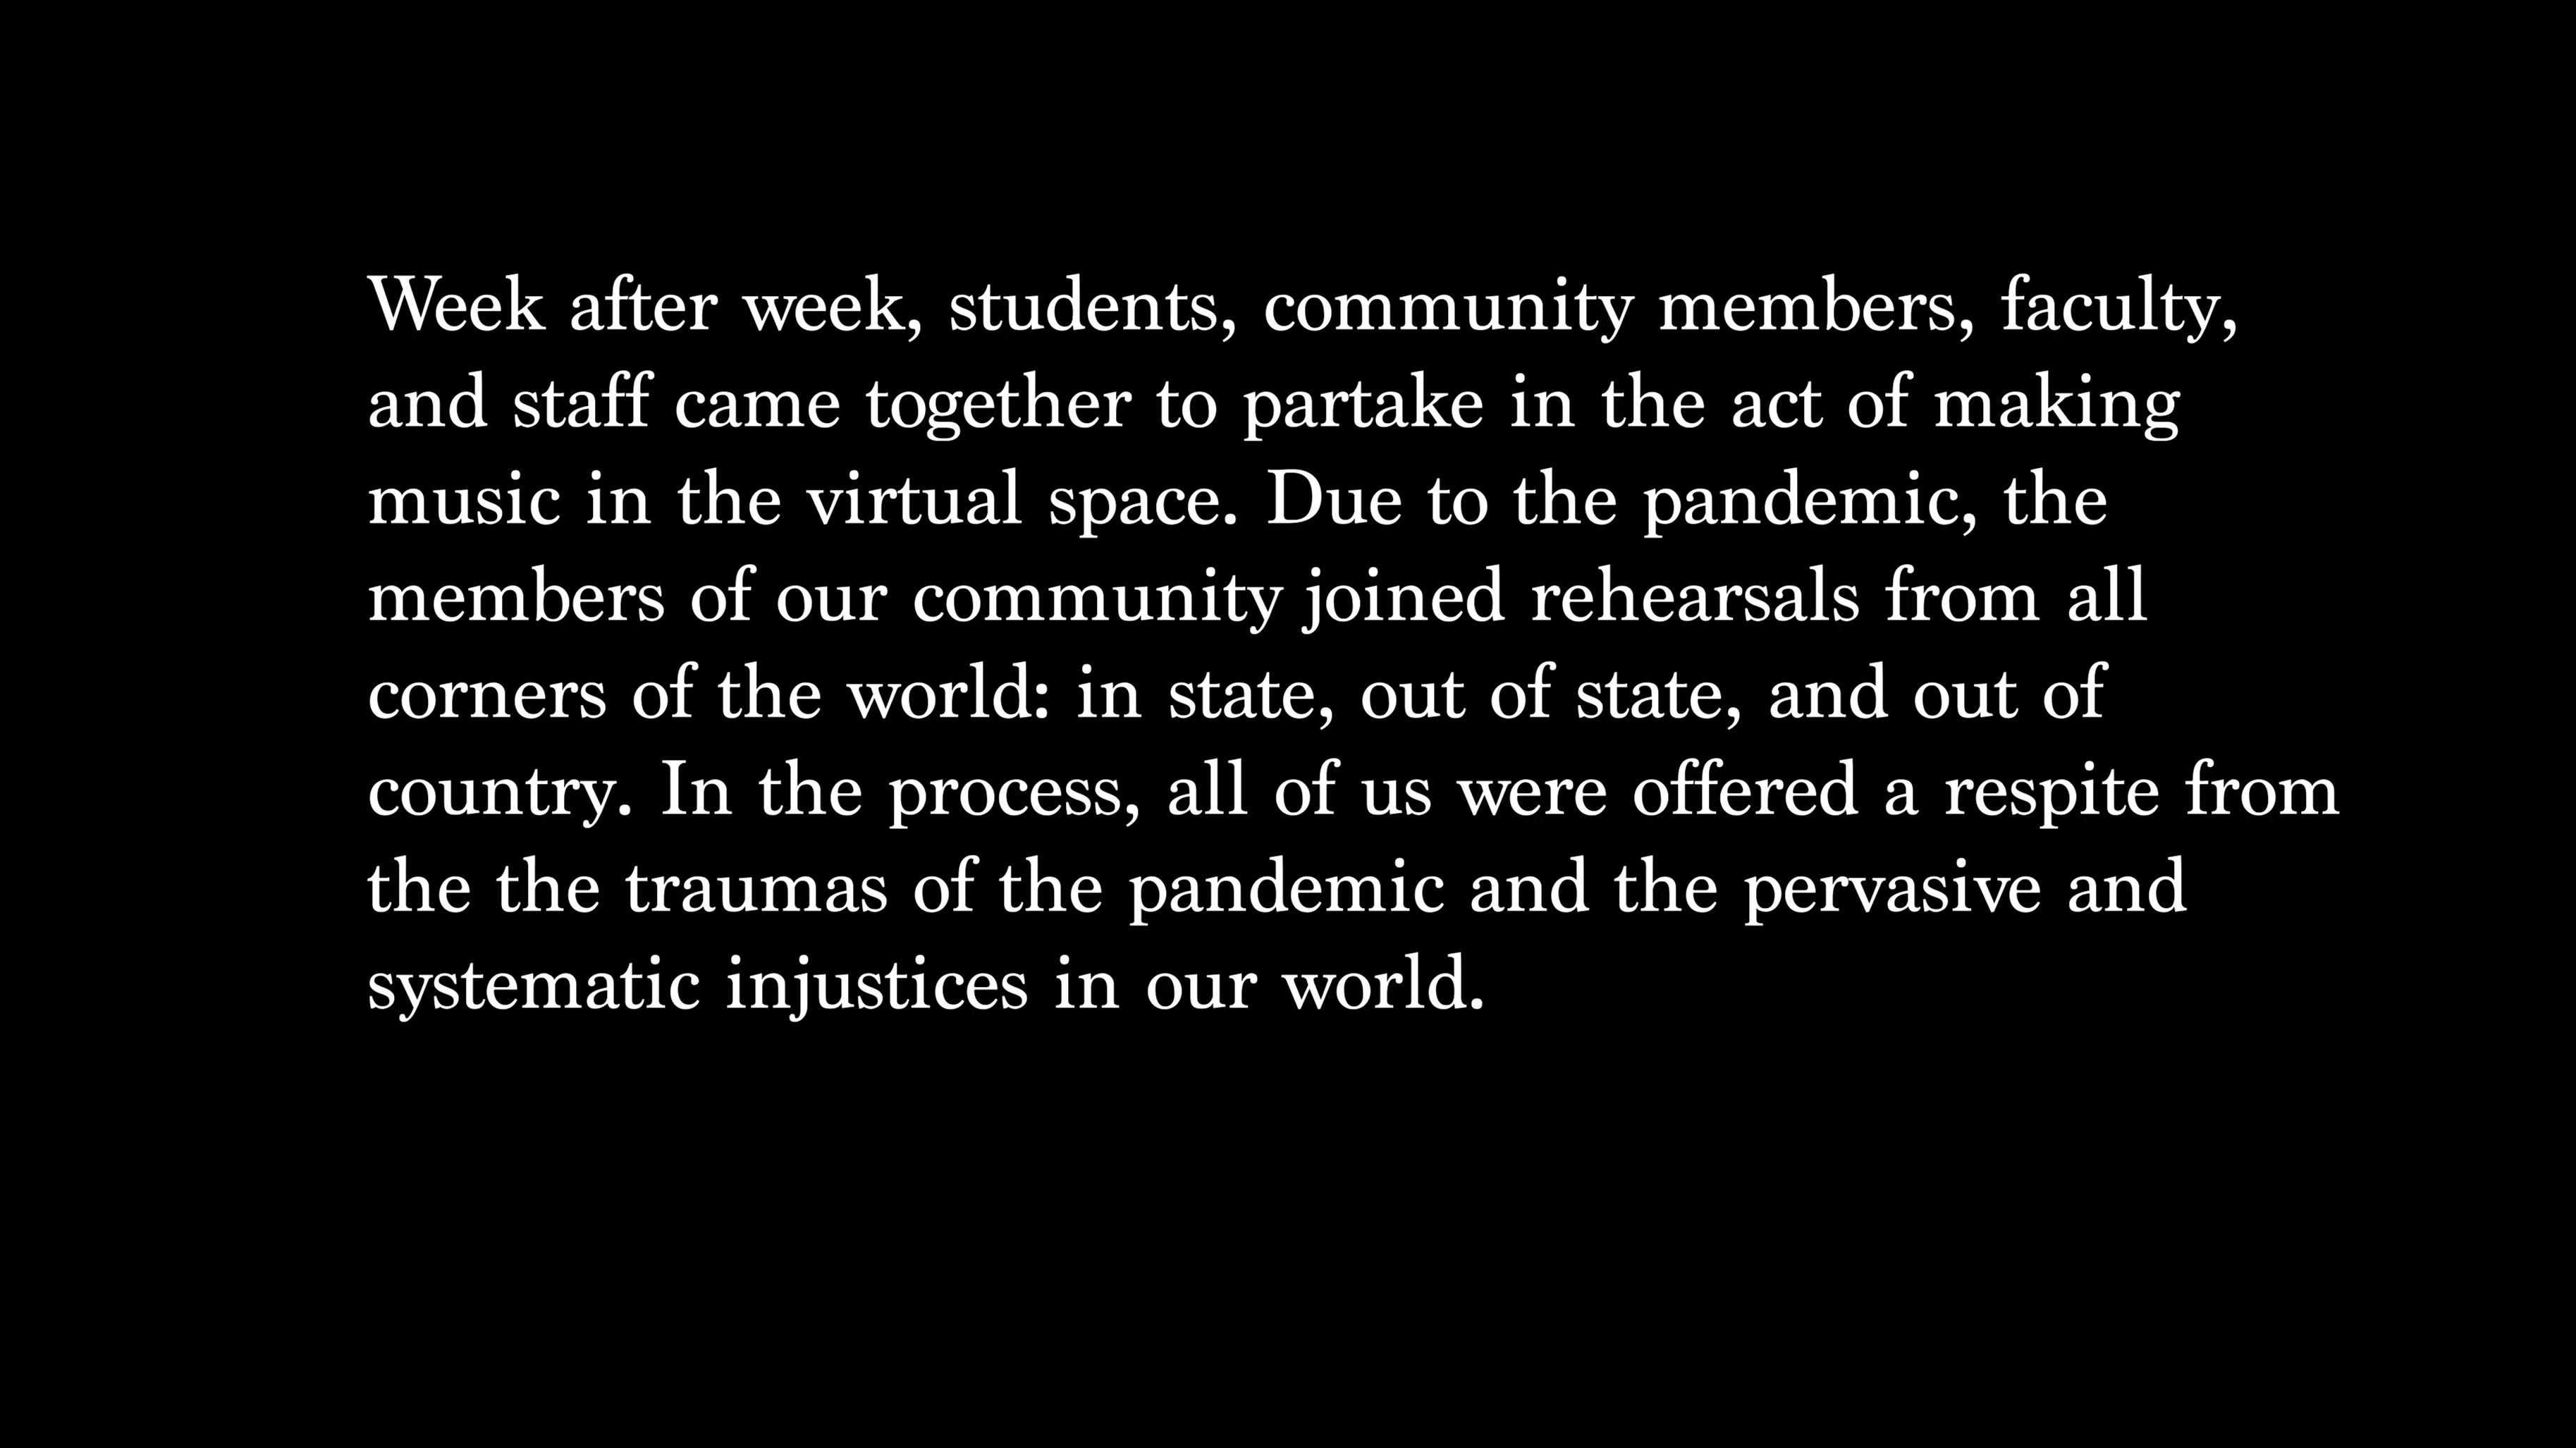 Week after week, students, community members, faculty,
and staff came together to partake in the act of making
music in the virtual space. Due to the pandemic, the
members of our community joined rehearsals from all
corners of the world: in state, out of state, and out of
country. In the process, all of us were offered a respite from
the the traumas of the pandemic and the pervasive and
systematic injustices in our world.